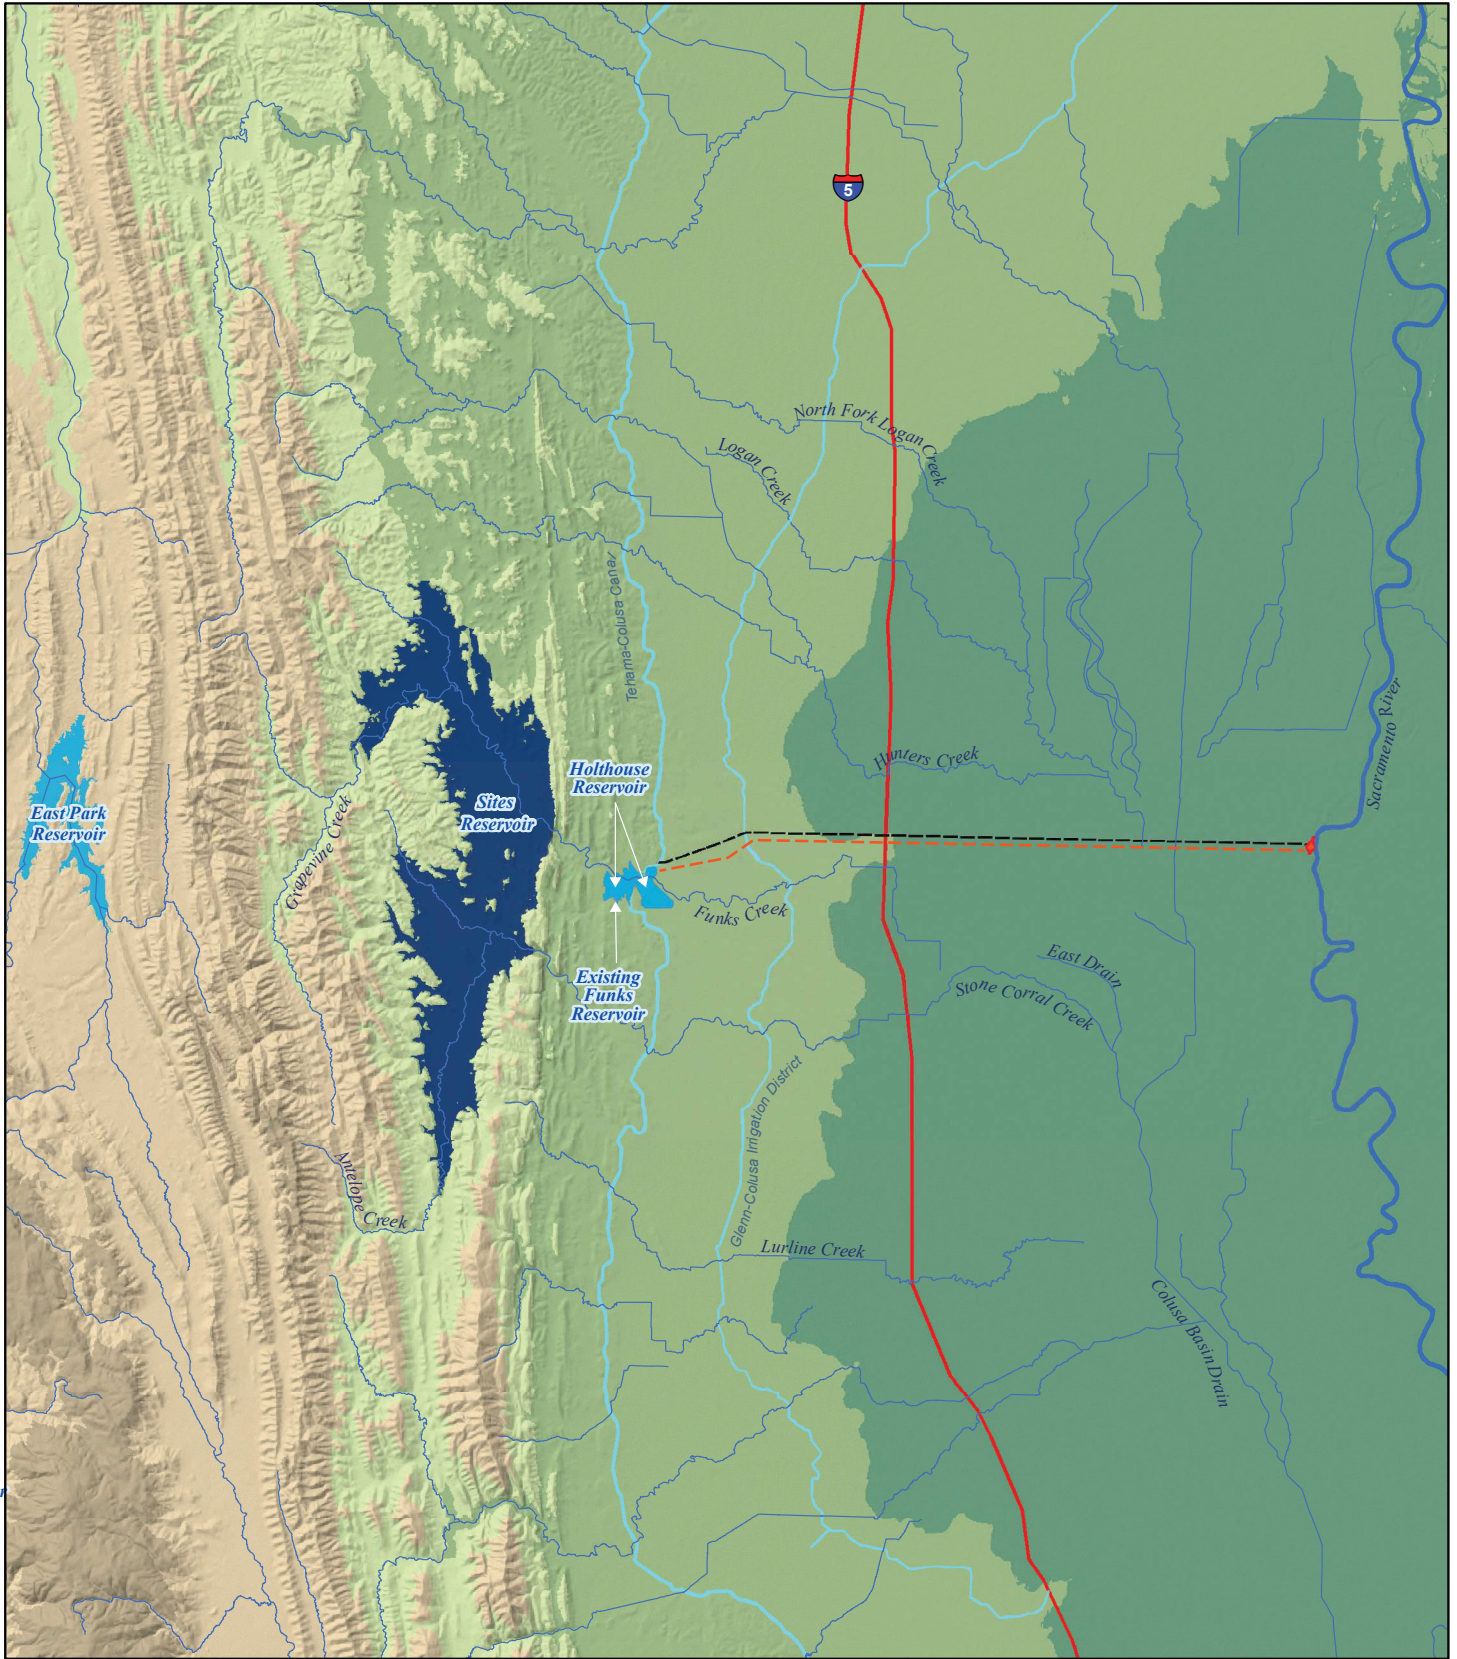 5
North Fork Logan Creek
Logan Creek
Tehama-Colusa Canal
Sacramento River
Hunters Creek
Holthouse
Reservoir
Sites
Reservoir
East Park
Reservoir
Grapevine Creek
Funks Creek
East Drain
Existing
Funks
Reservoir
Stone Corral Creek
Glenn-Colusa Irrigation District
Antelope Creek
Lurline Creek
Colusa Basin Drain
r